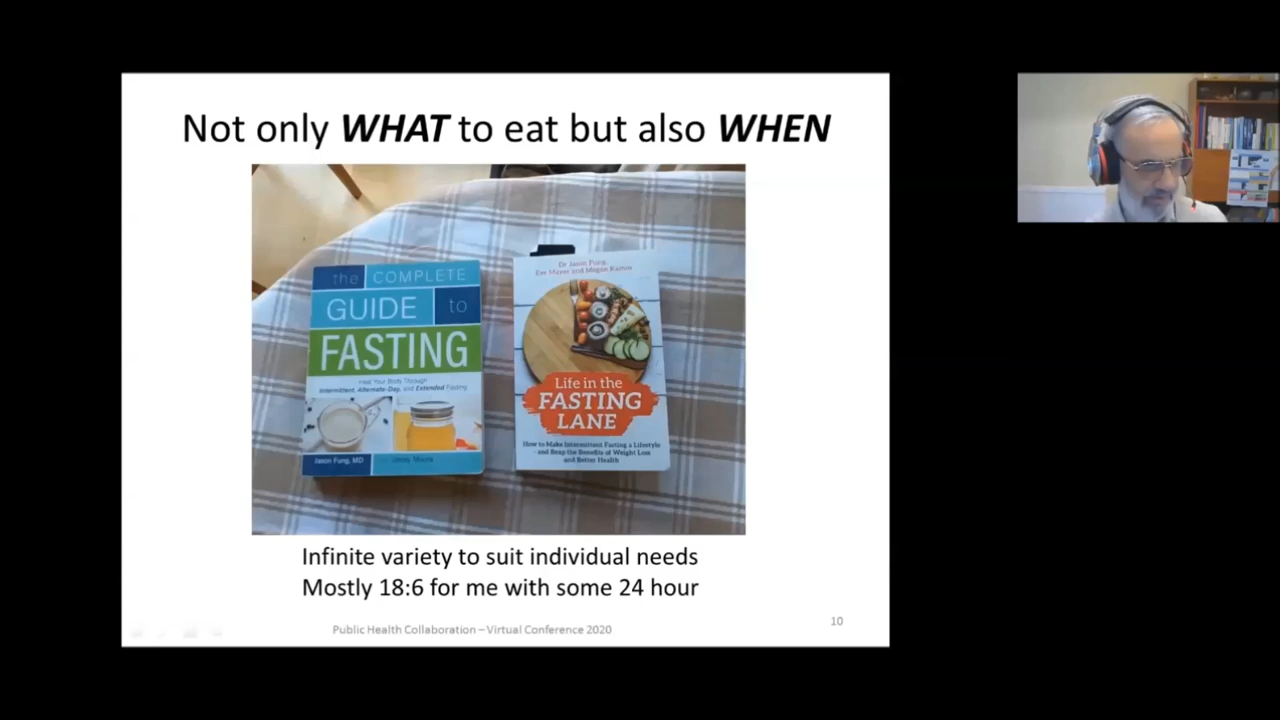 Not only WHAT to eat but also WHEN
the COMPLETE
GUIDE to
FASTING
Heal Your Body Through
Intermittent, Alternate-Day, and Extended Fasting
Jason Fung, MD
Jimmy Moore
Dr Jason Fung,
Eve Mayer and Megan Ramos
Life in the
FASTING
LANE
How to Make Intermittent Fasting a Lifestyle
- and Reap the Benefits of Weight Loss
and Better Health
Infinite variety to suit individual needs
Mostly 18:6 for me with some 24 hour
Public Health Collaboration – Virtual Conference 2020
10